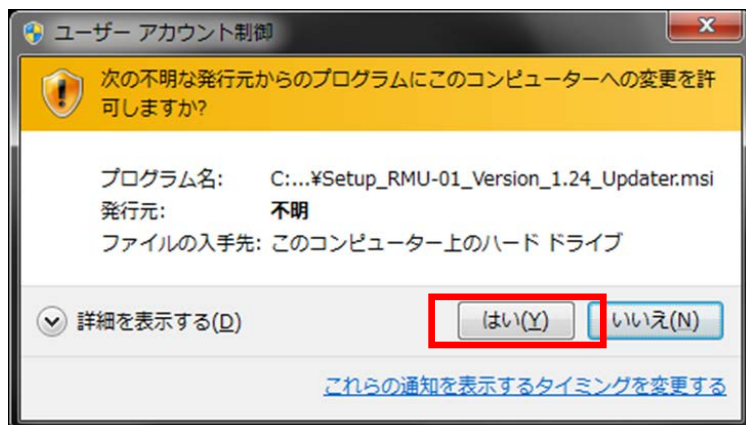 ユーザー アカウント制御
次の不明な発行元からのプログラムにこのコンピューターへの変更を許
可しますか?
プログラム名: C:...¥Setup_RMU-01_Version_1.24_Updater.msi
発行元: 不明
ファイルの入手先: このコンピューター上のハード ドライブ
詳細を表示する(D) はい(Y) いいえ(N)
これらの通知を表示するタイミングを変更する